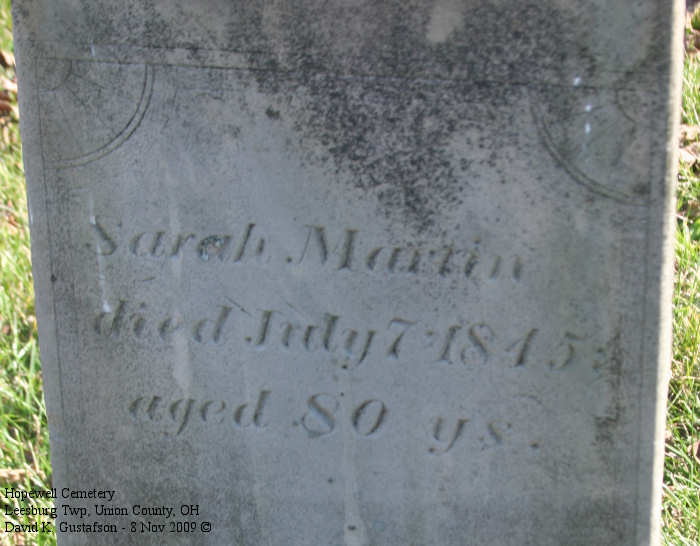 Sarah Martin
died July 7 1845;
aged 80 ys.
Hopewell Cemetery
Leesburg Twp, Union County, OH
David K. Gustafson - 8 Nov 2009 ©